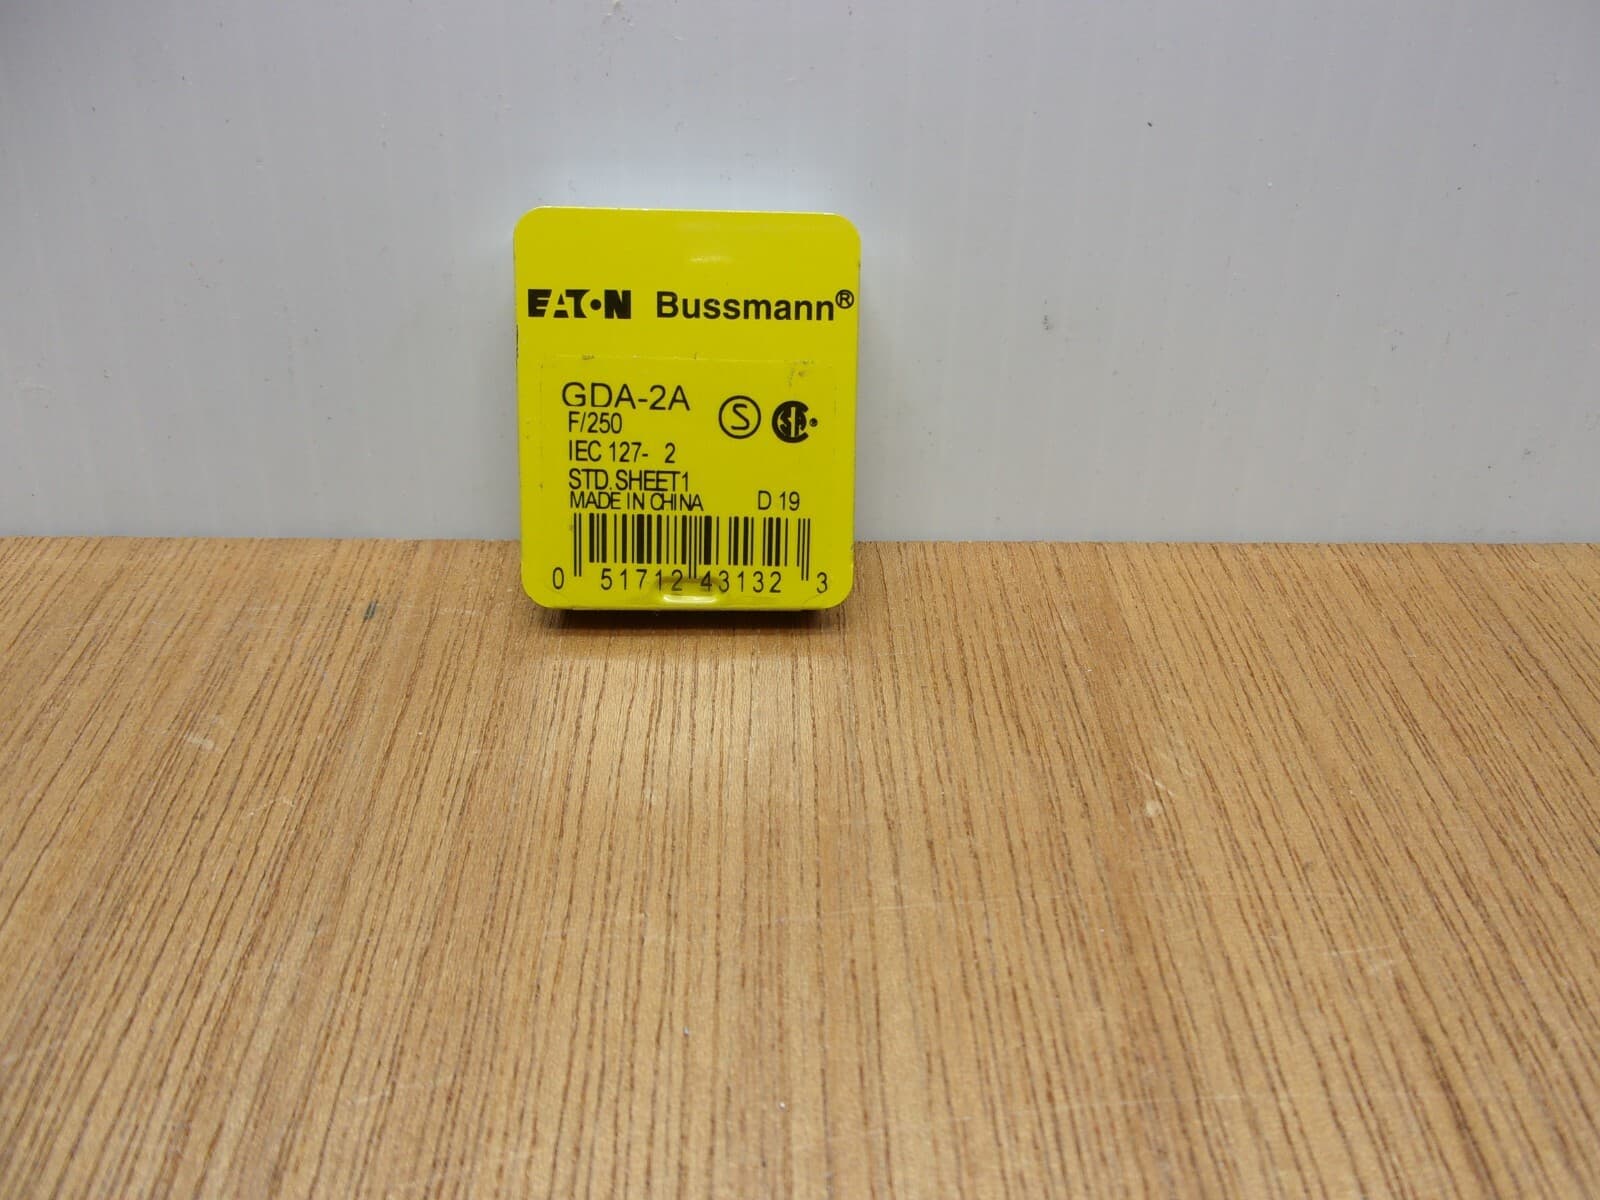 EATON Bussmann®
GDA-2A
F/250
IEC 127- 2
STD. SHEET1
MADE IN CHINA D 19
0 51712 43132 3